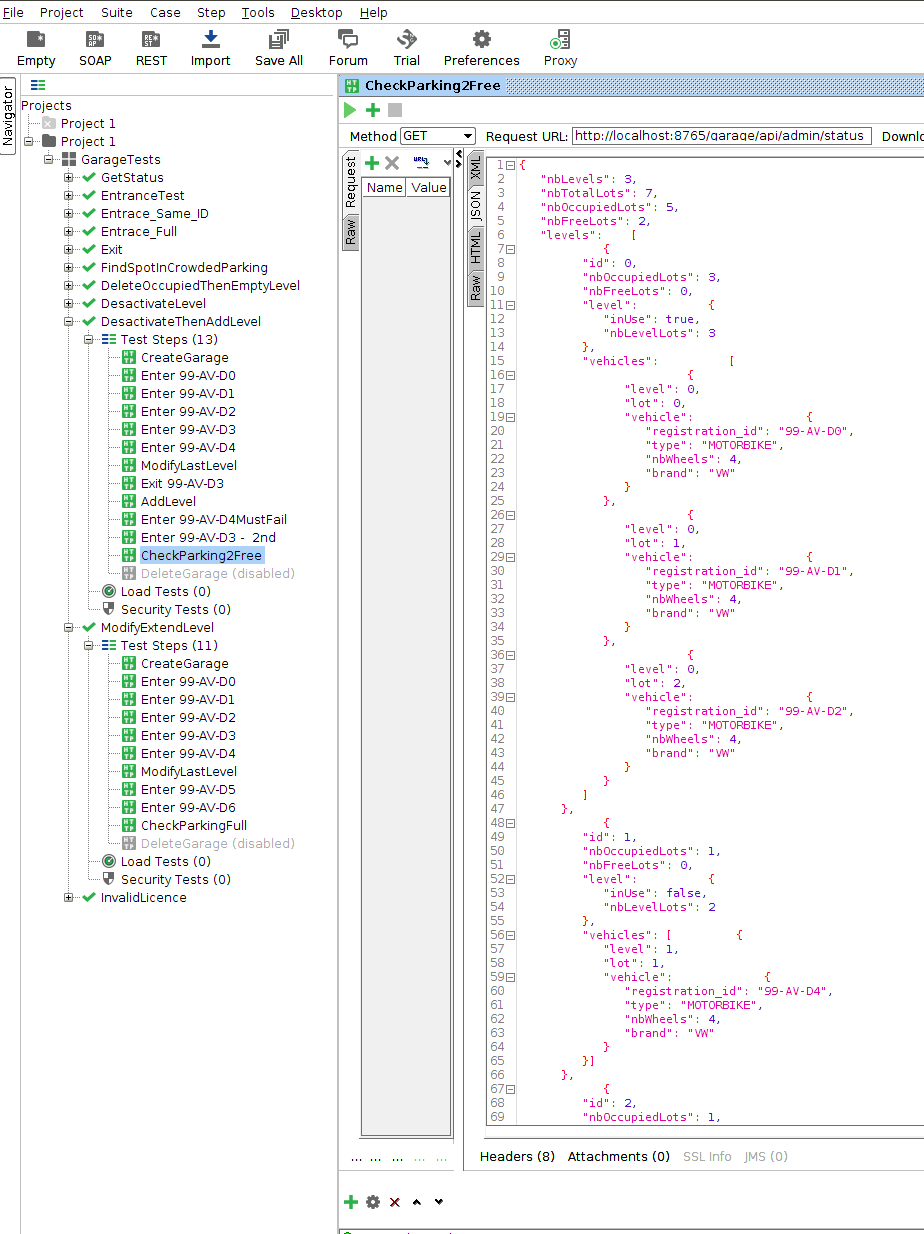 File Project Suite Case Step Tools Desktop Help
Empty SOAP REST Import Save All Forum Trial Preferences Proxy
Navigator
Projects
Project 1
Project 1
GarageTests
GetStatus
EntranceTest
Entrace_Same_ID
Entrace_Full
Exit
FindSpotInCrowdedParking
DeleteOccupiedThenEmptyLevel
DesactivateLevel
DesactivateThenAddLevel
Test Steps (13)
CreateGarage
Enter 99-AV-D0
Enter 99-AV-D1
Enter 99-AV-D2
Enter 99-AV-D3
Enter 99-AV-D4
ModifyLastLevel
Exit 99-AV-D3
AddLevel
Enter 99-AV-D4MustFail
Enter 99-AV-D3 - 2nd
CheckParking2Free
DeleteGarage (disabled)
Load Tests (0)
Security Tests (0)
ModifyExtendLevel
Test Steps (11)
CreateGarage
Enter 99-AV-D0
Enter 99-AV-D1
Enter 99-AV-D2
Enter 99-AV-D3
Enter 99-AV-D4
ModifyLastLevel
Enter 99-AV-D5
Enter 99-AV-D6
CheckParkingFull
DeleteGarage (disabled)
Load Tests (0)
Security Tests (0)
InvalidLicence
CheckParking2Free
Method GET Request URL: http://localhost:8765/garage/api/admin/status Downlo
Request
Raw
Name Value
XML
JSON
HTML
Raw
1 {
2 "nbLevels": 3,
3 "nbTotalLots": 7,
4 "nbOccupiedLots": 5,
5 "nbFreeLots": 2,
6 "levels": [
7 {
8 "id": 0,
9 "nbOccupiedLots": 3,
10 "nbFreeLots": 0,
11 "level": {
12 "inUse": true,
13 "nbLevelLots": 3
14 },
15 "vehicles": [
16 {
17 "level": 0,
18 "lot": 0,
19 "vehicle": {
20 "registration_id": "99-AV-D0",
21 "type": "MOTORBIKE",
22 "nbWheels": 4,
23 "brand": "VW"
24 }
25 },
26 {
27 "level": 0,
28 "lot": 1,
29 "vehicle": {
30 "registration_id": "99-AV-D1",
31 "type": "MOTORBIKE",
32 "nbWheels": 4,
33 "brand": "VW"
34 }
35 },
36 {
37 "level": 0,
38 "lot": 2,
39 "vehicle": {
40 "registration_id": "99-AV-D2",
41 "type": "MOTORBIKE",
42 "nbWheels": 4,
43 "brand": "VW"
44 }
45 }
46 ]
47 },
48 {
49 "id": 1,
50 "nbOccupiedLots": 1,
51 "nbFreeLots": 0,
52 "level": {
53 "inUse": false,
54 "nbLevelLots": 2
55 },
56 "vehicles": [ {
57 "level": 1,
58 "lot": 1,
59 "vehicle": {
60 "registration_id": "99-AV-D4",
61 "type": "MOTORBIKE",
62 "nbWheels": 4,
63 "brand": "VW"
64 }
65 }]
66 },
67 {
68 "id": 2,
69 "nbOccupiedLots": 1,
... ... ... ... ...
Headers (8) Attachments (0) SSL Info JMS (0)